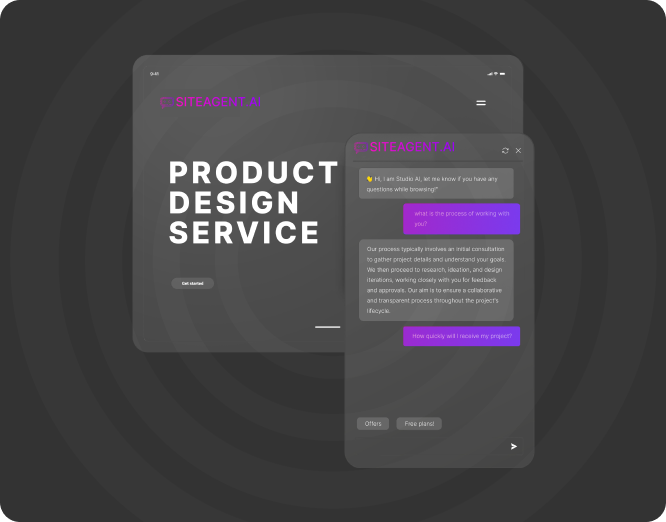 9:41
SITEAGENT.AI
PRODUCT
DESIGN
SERVICE
Get started
SITEAGENT.AI
👋 Hi, I am Studio AI, let me know if you have any
questions while browsing!"
what is the process of working with
you?
Our process typically involves an initial consultation
to gather project details and understand your goals.
We then proceed to research, ideation, and design
iterations, working closely with you for feedback
and approvals. Our aim is to ensure a collaborative
and transparent process throughout the project's
lifecycle.
How quickly will i receive my project?
Offers
Free plans!